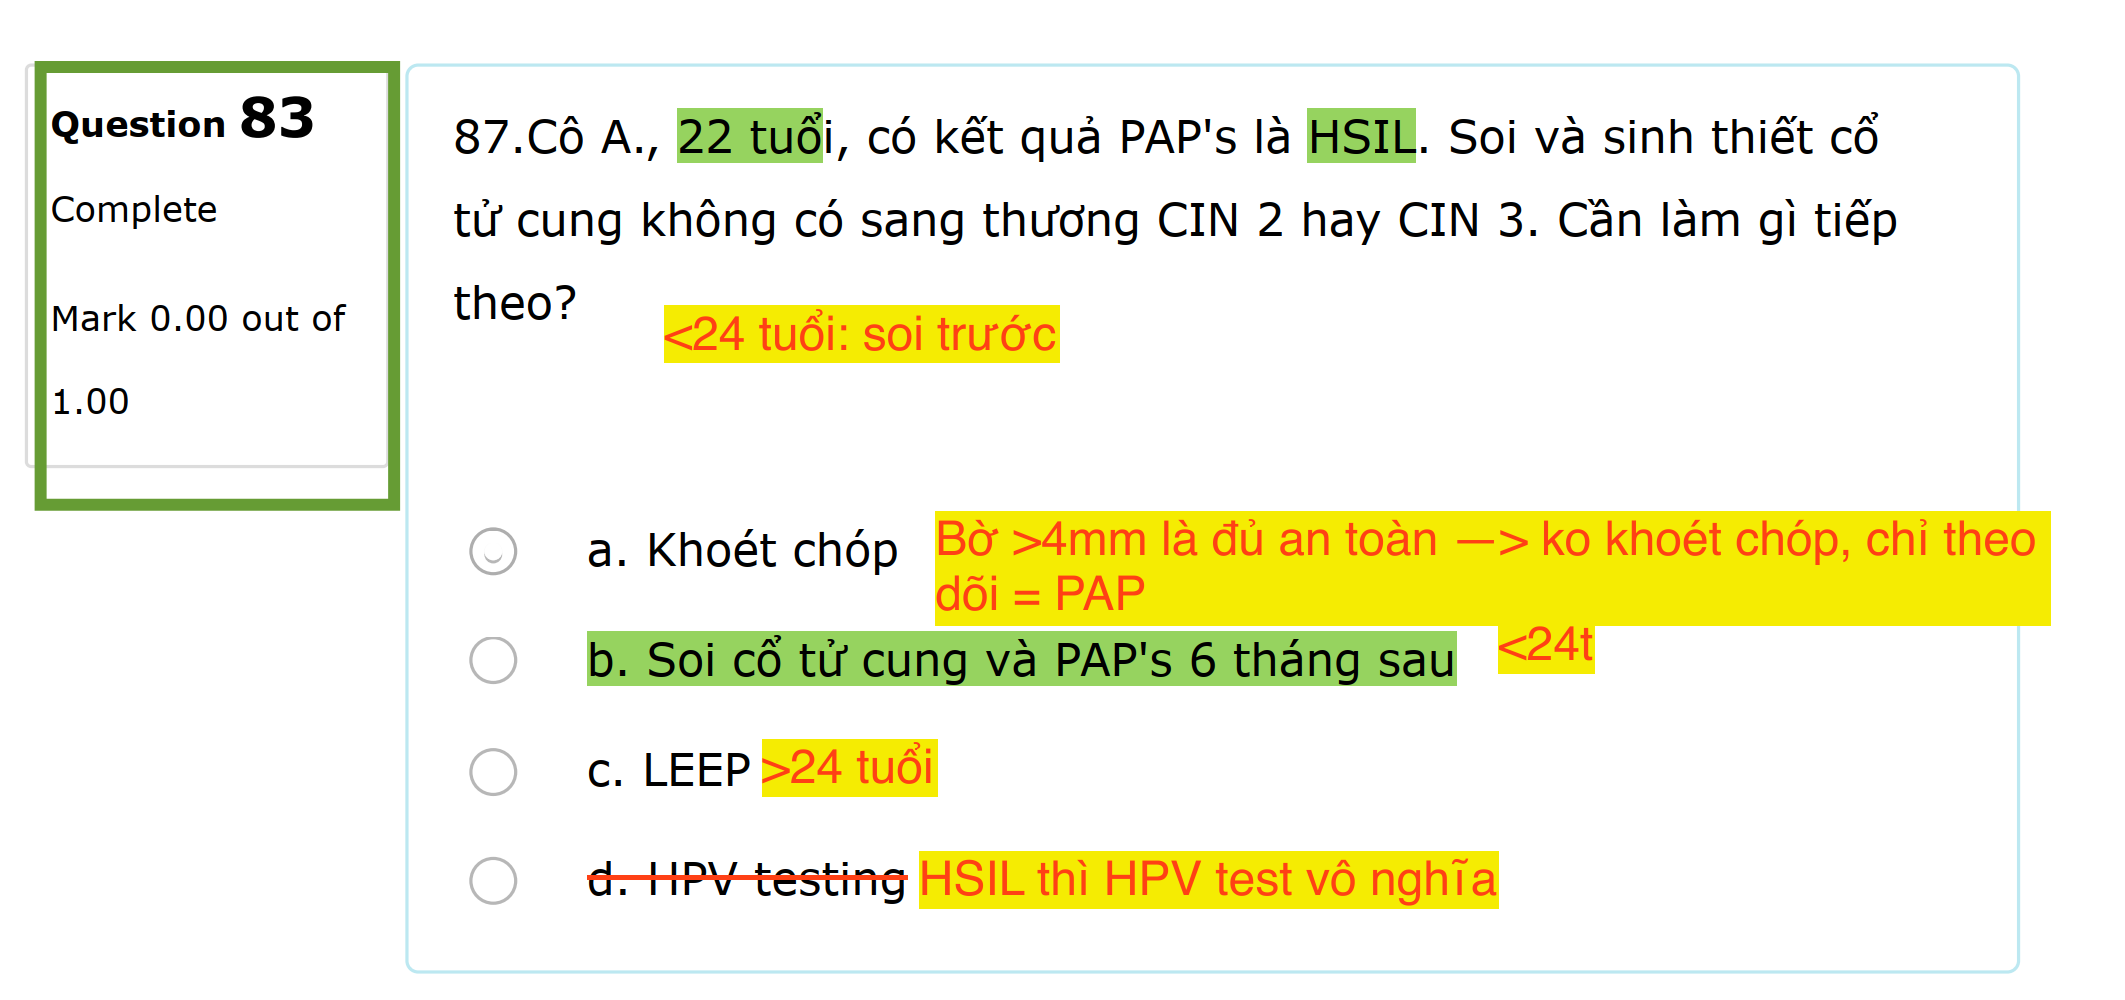 Question 83
Complete
Mark 0.00 out of
1.00
87.Cô A., 22 tuổi, có kết quả PAP's là HSIL. Soi và sinh thiết cổ
tử cung không có sang thương CIN 2 hay CIN 3. Cần làm gì tiếp
theo?
<24 tuổi: soi trước
a. Khoét chóp
Bờ >4mm là đủ an toàn —> ko khoét chóp, chỉ theo
dõi = PAP
b. Soi cổ tử cung và PAP's 6 tháng sau
<24t
c. LEEP >24 tuổi
d. HPV testing HSIL thì HPV test vô nghĩa